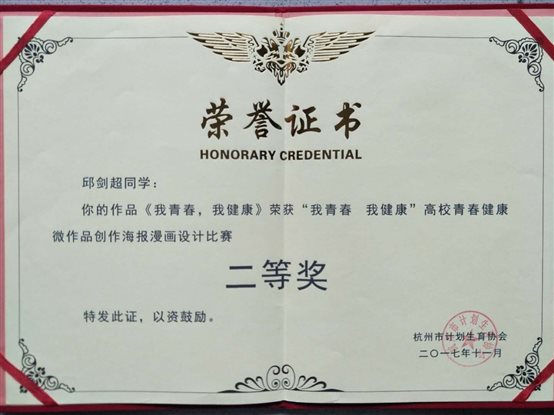 荣誉证书
HONORARY CREDENTIAL
邱剑超同学：
你的作品《我青春，我健康》荣获“我青春 我健康”高校青春健康
微作品创作海报漫画设计比赛
二等奖
特发此证，以资鼓励。
杭州市计划生育协会
二〇一七年十一月